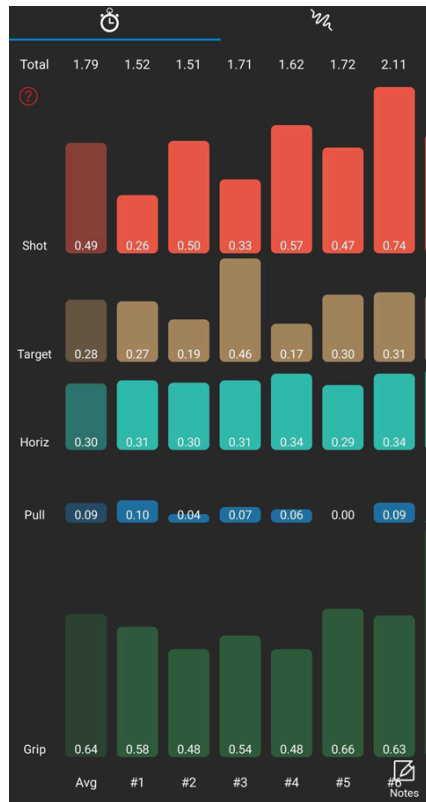 Total 1.79 1.52 1.51 1.71 1.62 1.72 2.11
?
Shot 0.49 0.26 0.50 0.33 0.57 0.47 0.74
Target 0.28 0.27 0.19 0.46 0.17 0.30 0.31
Horiz 0.30 0.31 0.30 0.31 0.34 0.29 0.34
Pull 0.09 0.10 0.04 0.07 0.06 0.00 0.09
Grip 0.64 0.58 0.48 0.54 0.48 0.66 0.63
Avg #1 #2 #3 #4 #5 #6
Notes